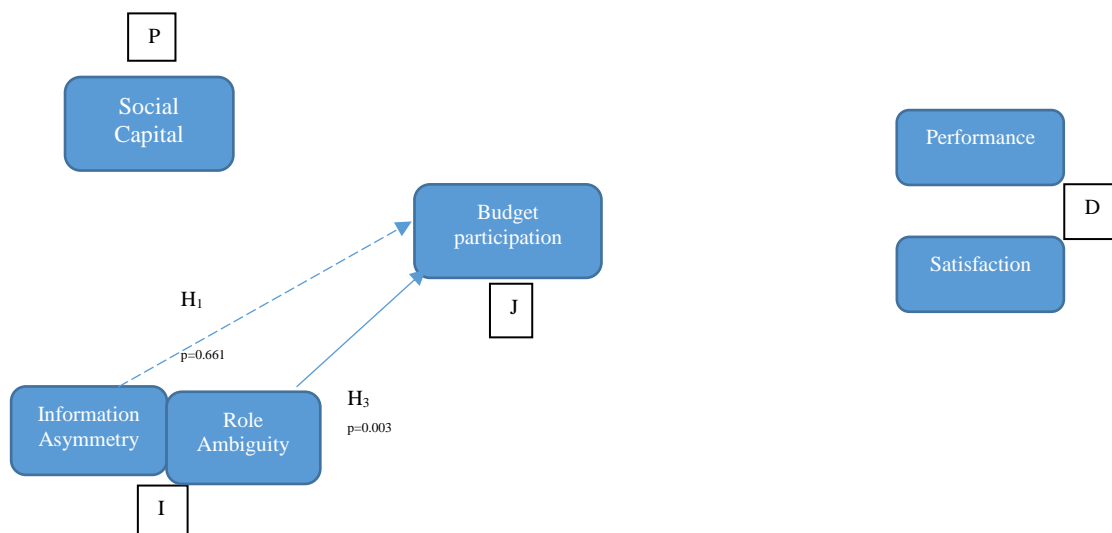 P
Social
Capital
Performance
D
Budget
participation
Satisfaction
J
H₁
p=0.661
Information
Asymmetry
Role
Ambiguity
H₃
p=0.003
I